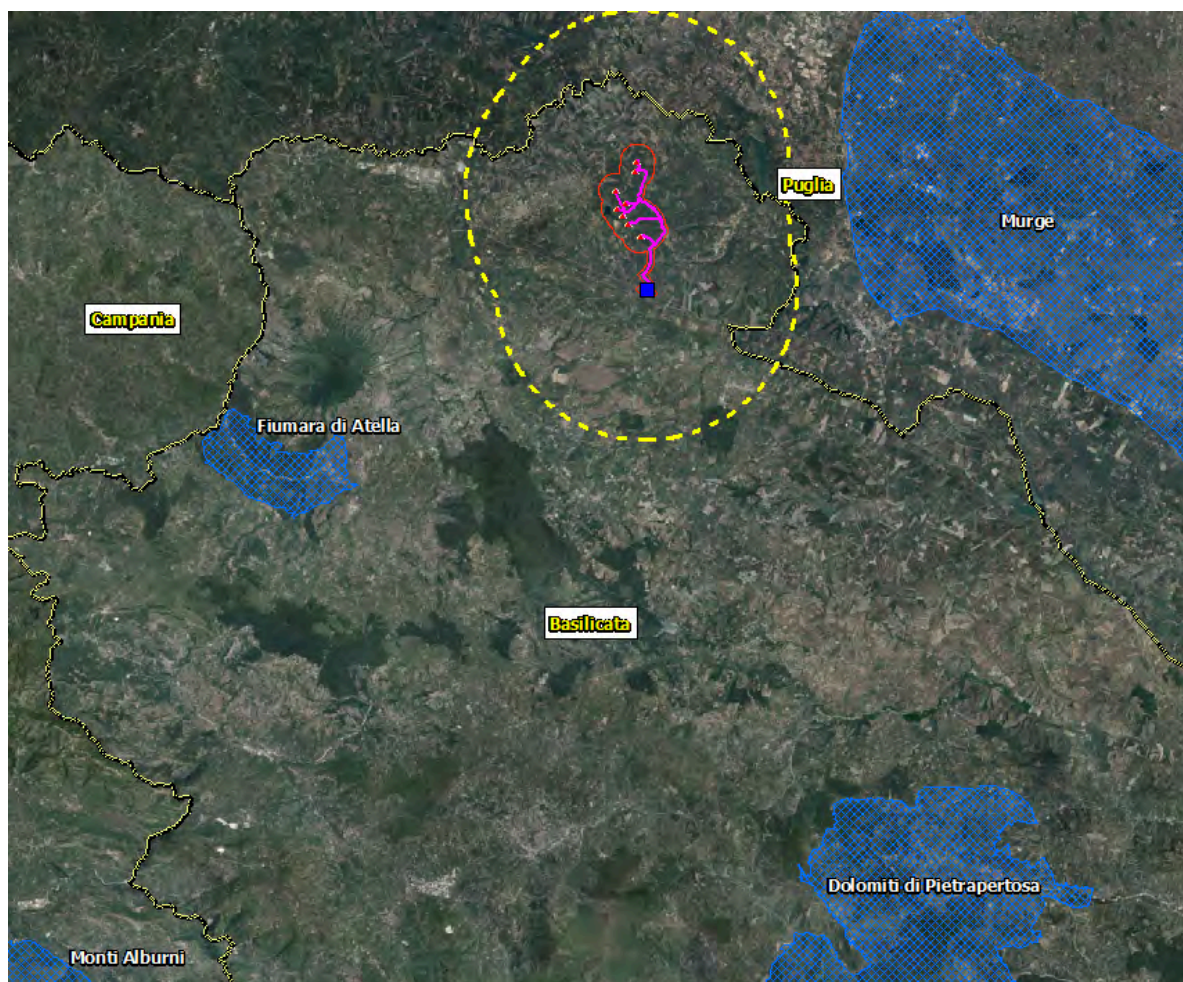 Puglia
Murge
Campania
Fiumara di Atella
Basilicata
Dolomiti di Pietrapertosa
Monti Alburni